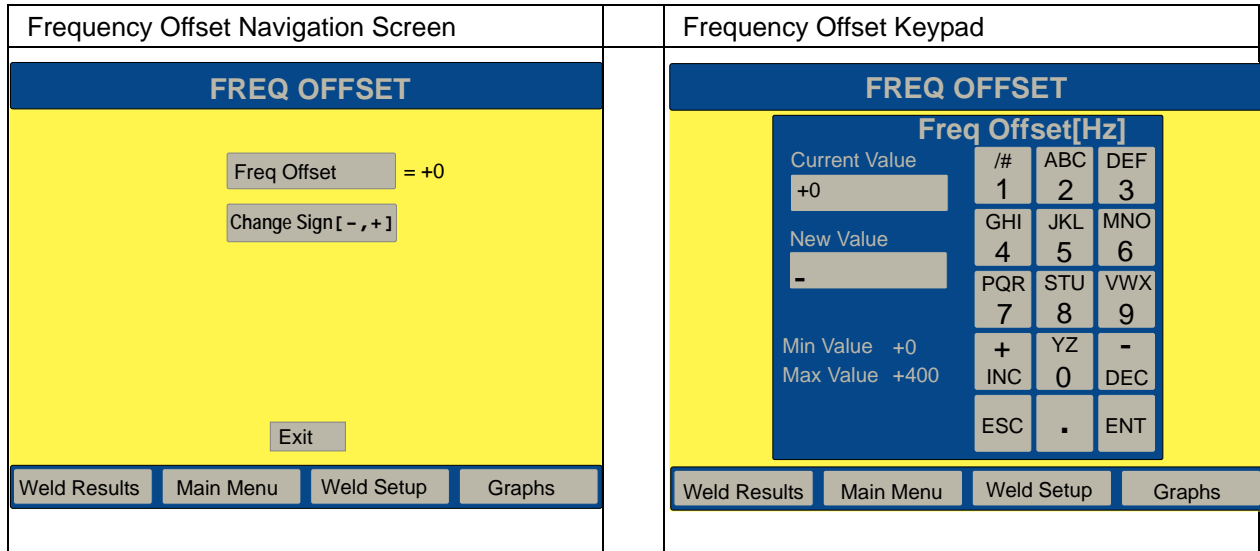 Frequency Offset Navigation Screen
FREQ OFFSET
Freq Offset = +0
Change Sign[-,+]
Exit
Weld Results Main Menu Weld Setup Graphs
Frequency Offset Keypad
FREQ OFFSET
Freq Offset[Hz]
Current Value
+0
New Value
-
Min Value +0
Max Value +400
/# ABC DEF
1 2 3
GHI JKL MNO
4 5 6
PQR STU VWX
7 8 9
+ YZ -
INC 0 DEC
ESC . ENT
Weld Results Main Menu Weld Setup Graphs